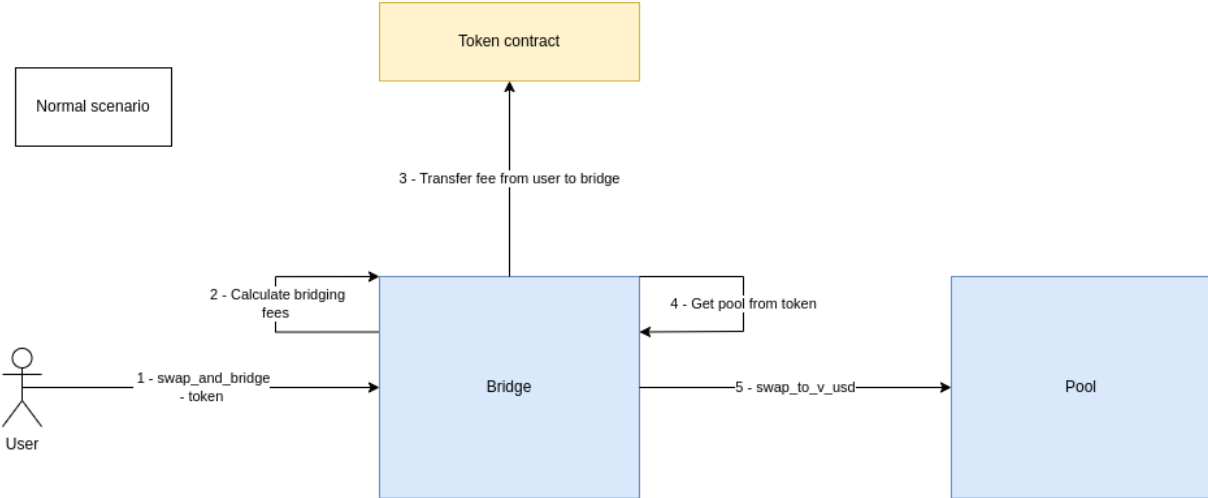 Token contract
Normal scenario
3 - Transfer fee from user to bridge
2 - Calculate bridging
fees
4 - Get pool from token
1 - swap_and_bridge
- token
Bridge
5 - swap_to_v_usd
Pool
User